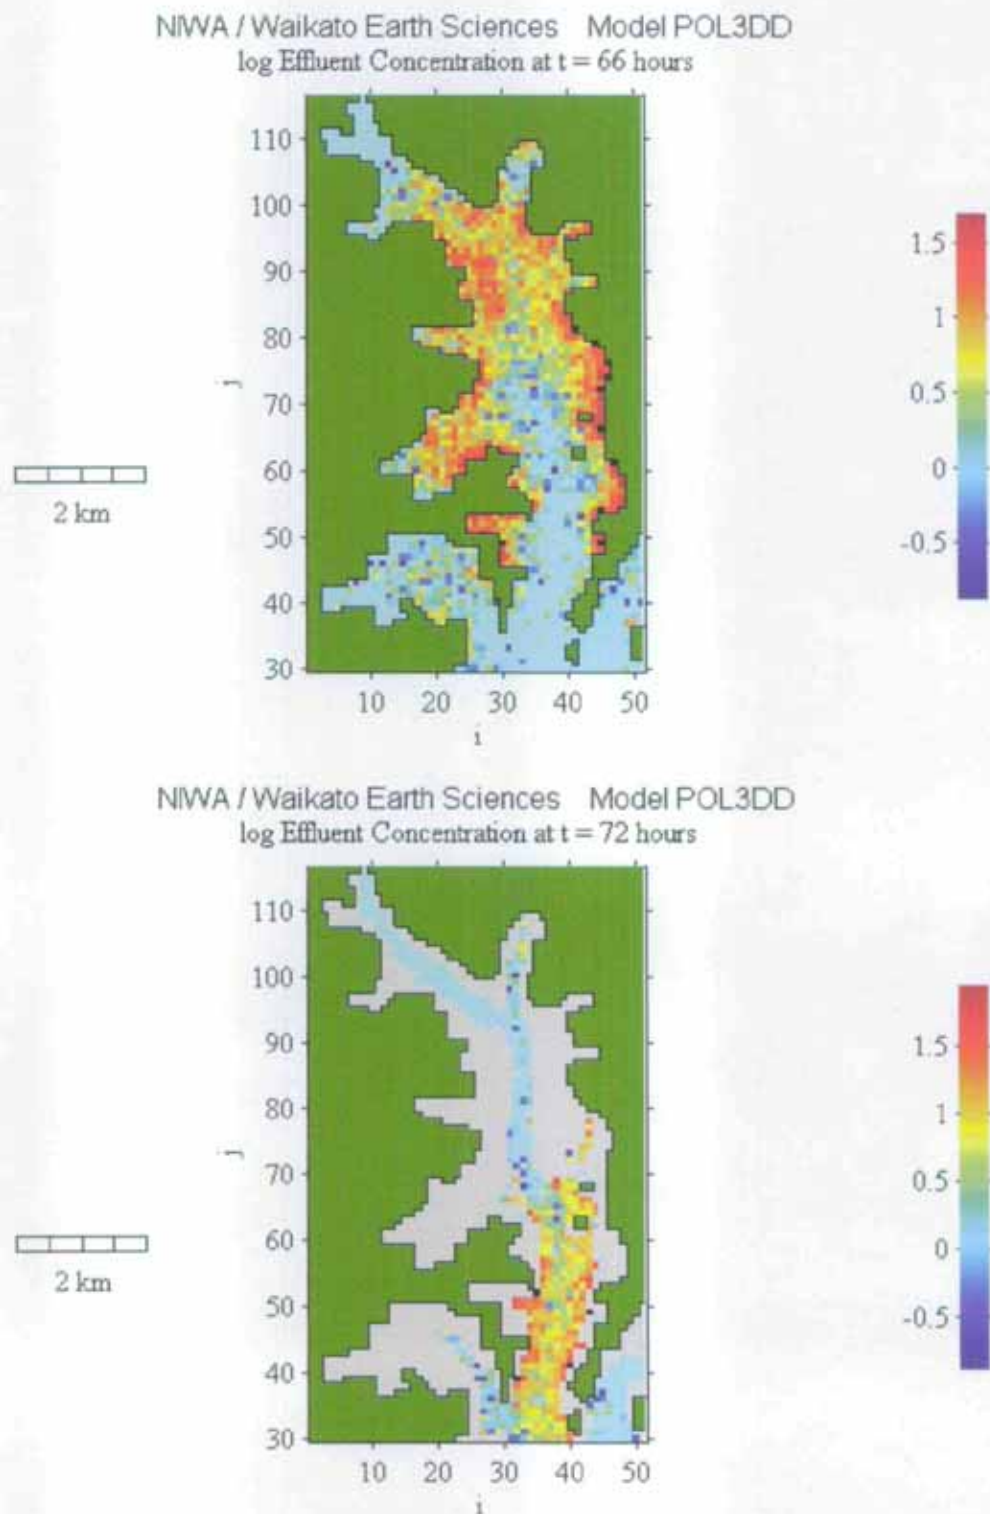 NIWA / Waikato Earth Sciences Model POL3DD
log Effluent Concentration at t = 66 hours
110
100
90
80
70
60
50
40
30
j
10 20 30 40 50
i
2 km
1.5
1
0.5
0
-0.5
NIWA / Waikato Earth Sciences Model POL3DD
log Effluent Concentration at t = 72 hours
110
100
90
80
70
60
50
40
30
j
10 20 30 40 50
i
2 km
1.5
1
0.5
0
-0.5